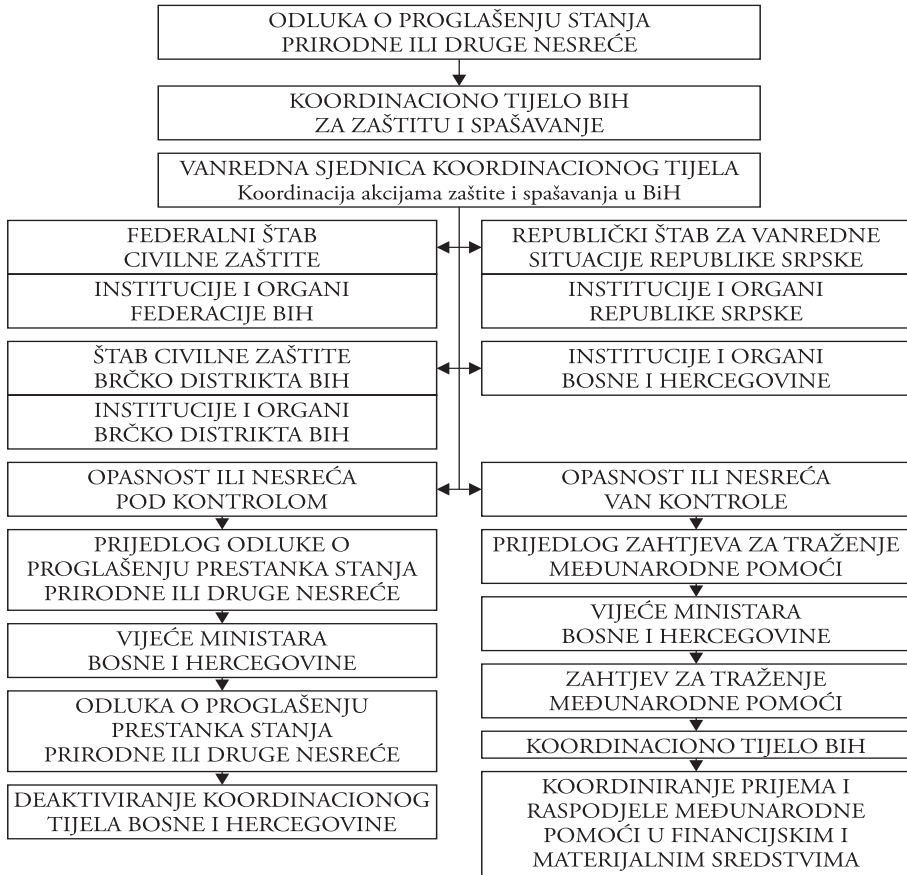 ODLUKA O PROGLAŠENJU STANJA
PRIRODNE ILI DRUGE NESREĆE
KOORDINACIONO TIJELO BIH
ZA ZAŠTITU I SPAŠAVANJE
VANREDNA SJEDNICA KOORDINACIONOG TIJELA
Koordinacija akcijama zaštite i spašavanja u BiH
FEDERALNI ŠTAB
CIVILNE ZAŠTITE
INSTITUCIJE I ORGANI
FEDERACIJE BIH
REPUBLIČKI ŠTAB ZA VANREDNE
SITUACIJE REPUBLIKE SRPSKE
INSTITUCIJE I ORGANI
REPUBLIKE SRPSKE
ŠTAB CIVILNE ZAŠTITE
BRČKO DISTRIKTA BIH
INSTITUCIJE I ORGANI
BRČKO DISTRIKTA BIH
INSTITUCIJE I ORGANI
BOSNE I HERCEGOVINE
OPASNOST ILI NESREĆA
POD KONTROLOM
PRIJEDLOG ODLUKE O
PROGLAŠENJU PRESTANKA STANJA
PRIRODNE ILI DRUGE NESREĆE
VIJEĆE MINISTARA
BOSNE I HERCEGOVINE
ODLUKA O PROGLAŠENJU
PRESTANKA STANJA
PRIRODNE ILI DRUGE NESREĆE
DEAKTIVIRANJE KOORDINACIONOG
TIJELA BOSNE I HERCEGOVINE
OPASNOST ILI NESREĆA
VAN KONTROLE
PRIJEDLOG ZAHTJEVA ZA TRAŽENJE
MEĐUNARODNE POMOĆI
VIJEĆE MINISTARA
BOSNE I HERCEGOVINE
ZAHTJEV ZA TRAŽENJE
MEĐUNARODNE POMOĆI
KOORDINACIONO TIJELO BIH
KOORDINIRANJE PRIJEMA I
RASPODJELE MEĐUNARODNE
POMOĆI U FINANCIJSKIM I
MATERIJALNIM SREDSTVIMA